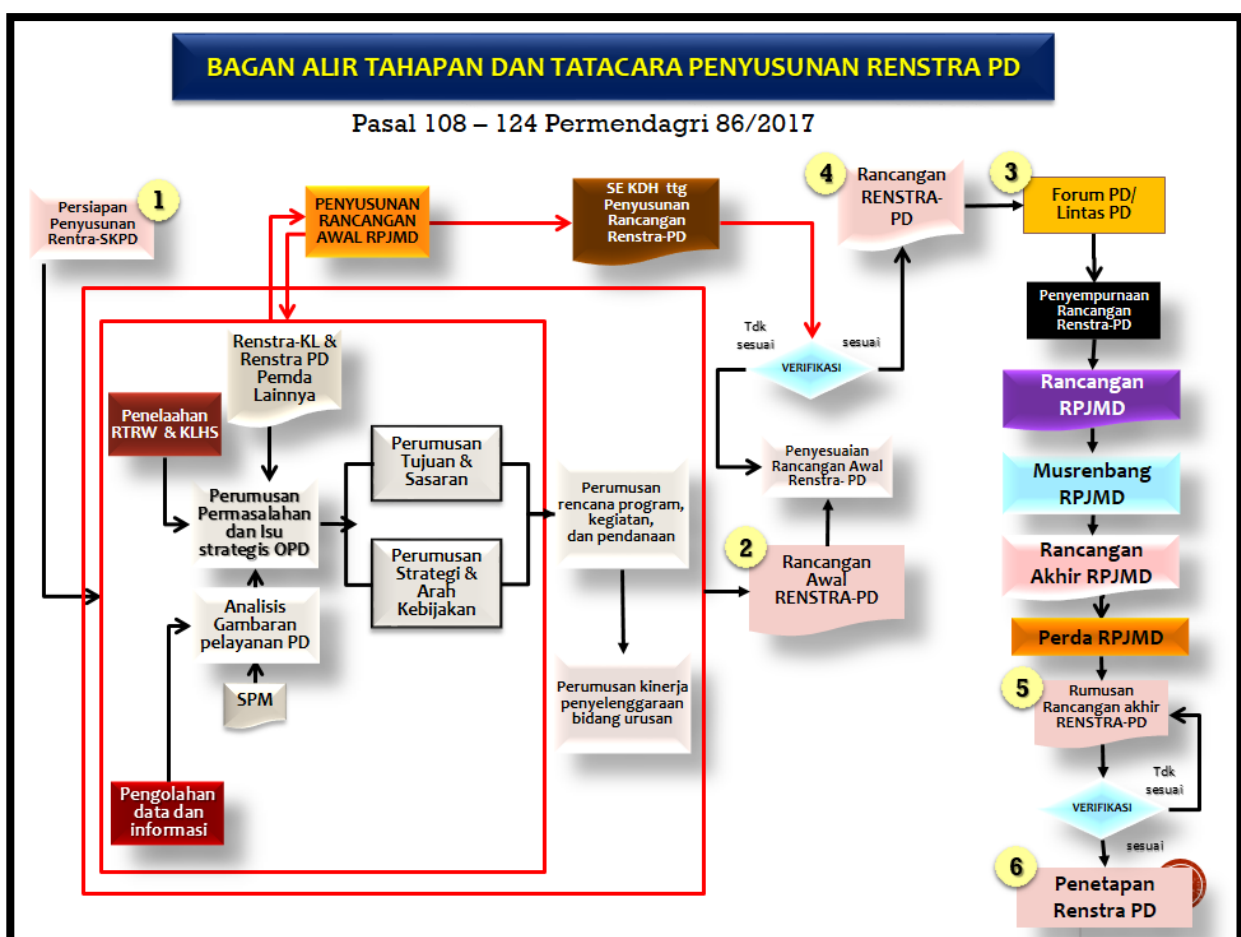 BAGAN ALIR TAHAPAN DAN TATACARA PENYUSUNAN RENSTRA PD
Pasal 108 – 124 Permendagri 86/2017
1
Persiapan
Penyusunan
Rentra-SKPD
PENYUSUNAN
RANCANGAN
AWAL RPJMD
SE KDH ttg
Penyusunan
Rancangan
Renstra-PD
4
Rancangan
RENSTRA-
PD
3
Forum PD/
Lintas PD
Penyempurnaan
Rancangan
Renstra-PD
Renstra-KL &
Renstra PD
Pemda
Lainnya
Penelaahan
RTRW & KLHS
Perumusan
Permasalahan
dan Isu
strategis OPD
Analisis
Gambaran
pelayanan PD
SPM
Pengolahan
data dan
informasi
Perumusan
Tujuan &
Sasaran
Perumusan
Strategi &
Arah
Kebijakan
Perumusan
rencana program,
kegiatan,
dan pendanaan
Perumusan kinerja
penyelenggaraan
bidang urusan
Tdk
sesuai
sesuai
VERIFIKASI
Penyesuaian
Rancangan Awal
Renstra- PD
2
Rancangan
Awal
RENSTRA-PD
Rancangan
RPJMD
Musrenbang
RPJMD
Rancangan
Akhir RPJMD
Perda RPJMD
5
Rumusan
Rancangan akhir
RENSTRA-PD
Tdk
sesuai
VERIFIKASI
sesuai
6
Penetapan
Renstra PD